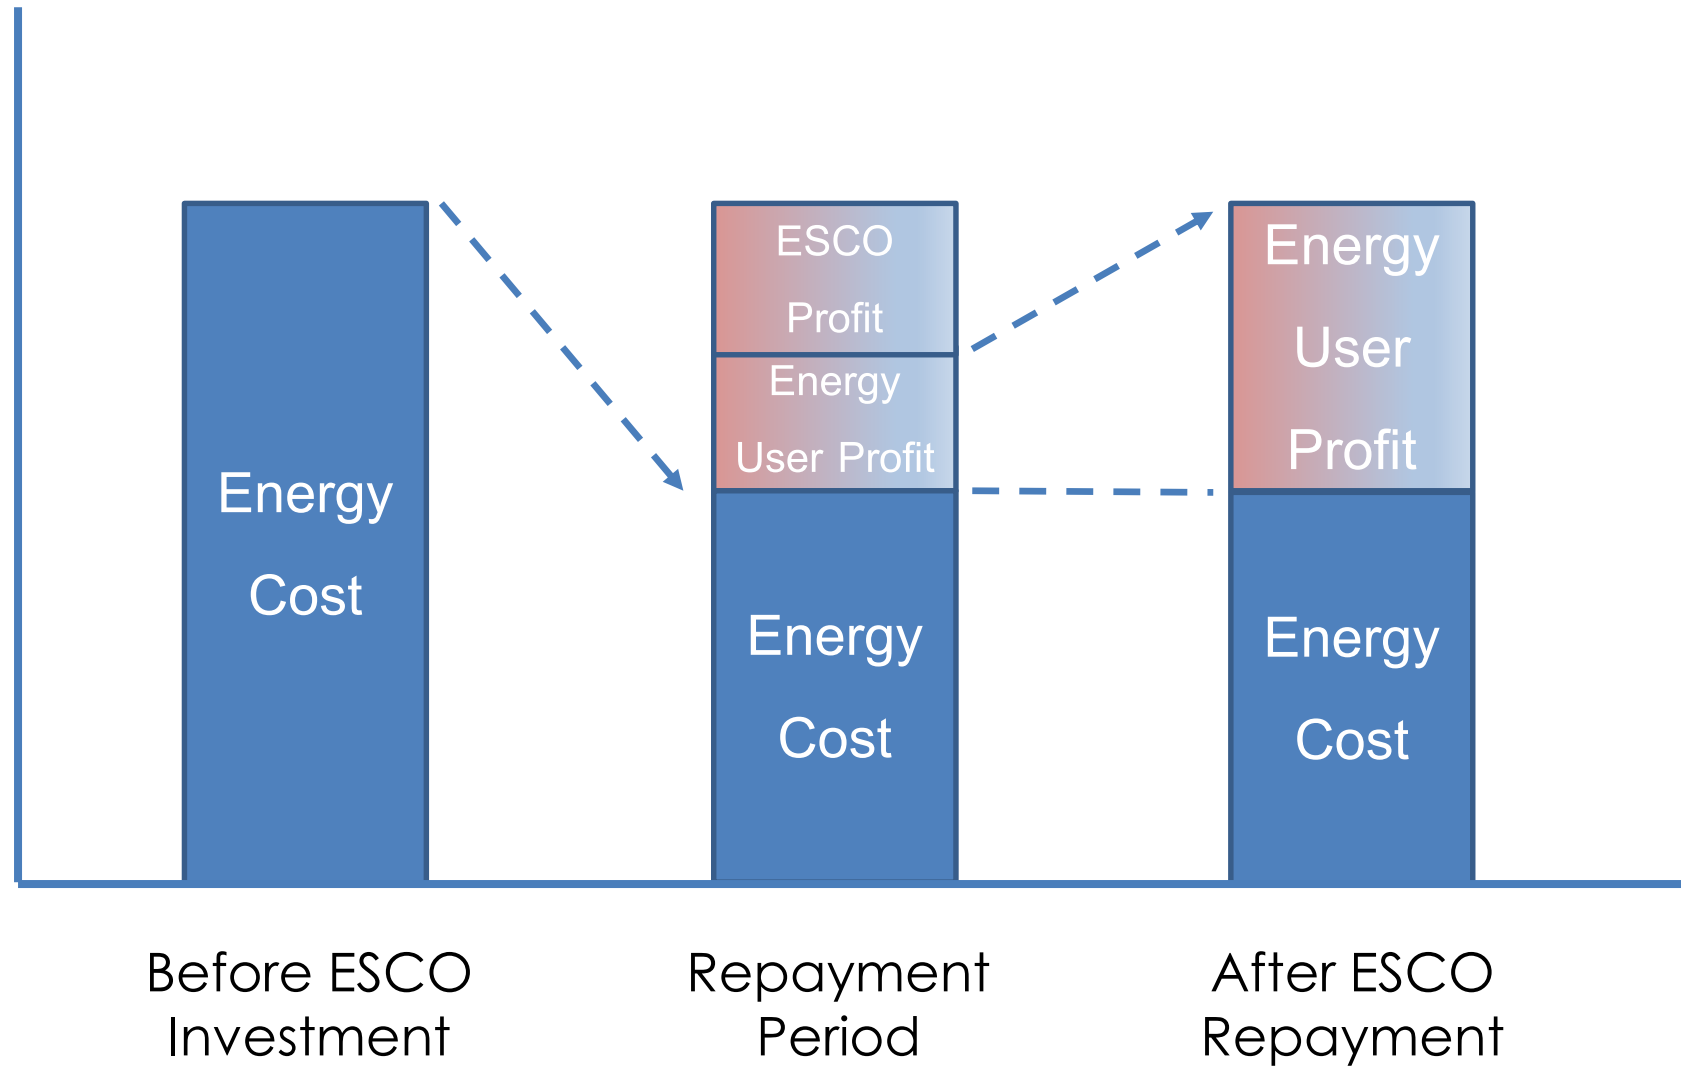 Energy
Cost
ESCO
Profit
Energy
User Profit
Energy
Cost
Energy
User
Profit
Energy
Cost
Before ESCO
Investment
Repayment
Period
After ESCO
Repayment